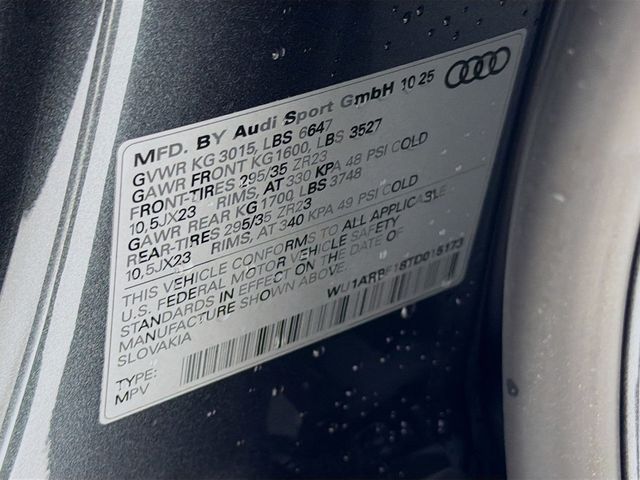 MFD. BY Audi Sport GmbH 10 25
GVWR KG 3015, LBS 6647
GAWR FRONT KG 1600, LBS 3527
FRONT-TIRES 295/35 ZR23
10,5JX23 RIMS, AT 330 KPA 48 PSI COLD
GAWR REAR KG 1700, LBS 3748
REAR-TIRES 295/35 ZR23
10,5JX23 RIMS, AT 340 KPA 49 PSI COLD
THIS VEHICLE CONFORMS TO ALL APPLICABLE
U.S. FEDERAL MOTOR VEHICLE SAFETY
STANDARDS IN EFFECT ON THE DATE OF
MANUFACTURE SHOWN ABOVE.
SLOVAKIA
TYPE:
MPV